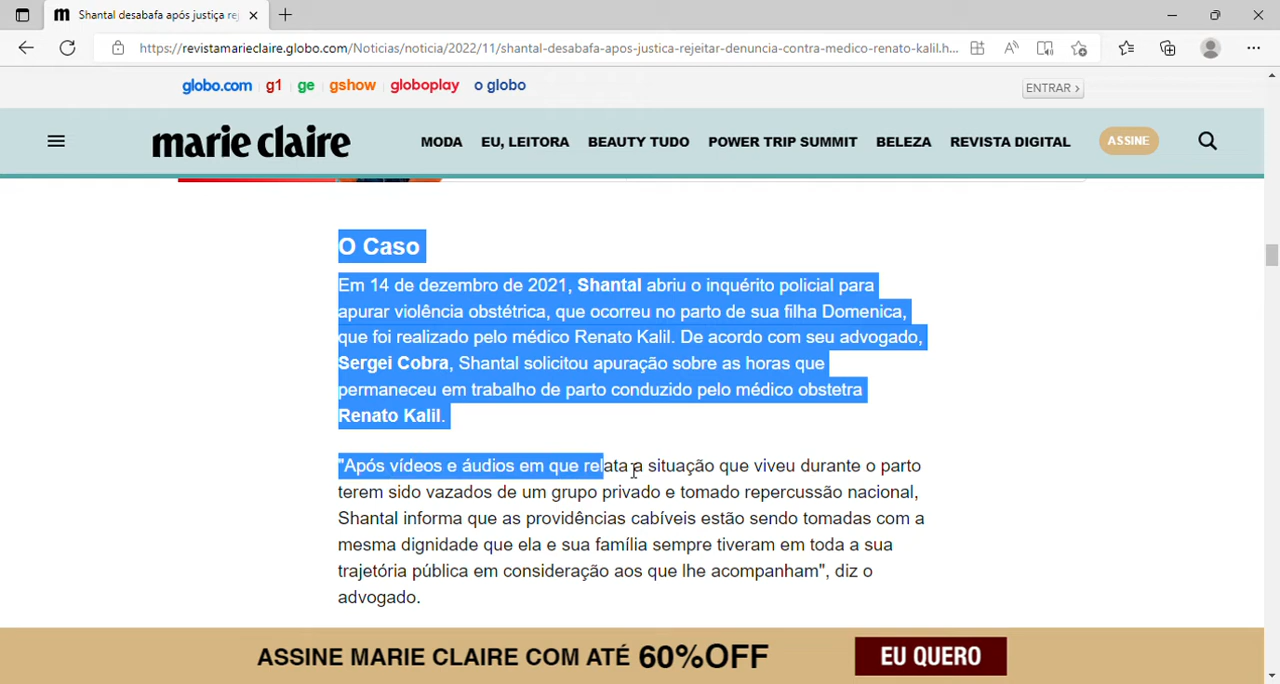 Shantal desabafa após justiça re
https://revistamarieclaire.globo.com/Noticias/noticia/2022/11/shantal-desabafa-apos-justica-rejeitar-denuncia-contra-medico-renato-kalil.h...
globo.com g1 ge gshow globoplay o globo
ENTRAR ›
marie claire MODA EU, LEITORA BEAUTY TUDO POWER TRIP SUMMIT BELEZA REVISTA DIGITAL ASSINE
O Caso
Em 14 de dezembro de 2021, Shantal abriu o inquérito policial para
apurar violência obstétrica, que ocorreu no parto de sua filha Domenica,
que foi realizado pelo médico Renato Kalil. De acordo com seu advogado,
Sergei Cobra, Shantal solicitou apuração sobre as horas que
permaneceu em trabalho de parto conduzido pelo médico obstetra
Renato Kalil.
"Após vídeos e áudios em que relata a situação que viveu durante o parto
terem sido vazados de um grupo privado e tomado repercussão nacional,
Shantal informa que as providências cabíveis estão sendo tomadas com a
mesma dignidade que ela e sua família sempre tiveram em toda a sua
trajetória pública em consideração aos que lhe acompanham", diz o
advogado.
ASSINE MARIE CLAIRE COM ATÉ 60%OFF EU QUERO